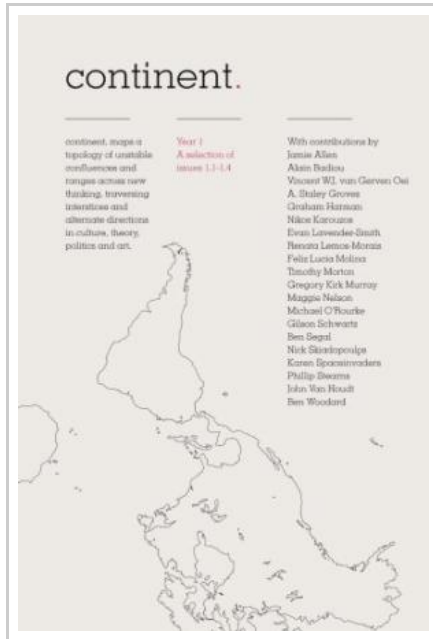 continent.
continent. maps a
topology of unstable
confluences and
ranges across new
thinking, traversing
interstices and
alternate directions
in culture, theory,
politics and art.
Year 1
A selection of
issues 1.1–1.4
With contributions by
Jamie Allen
Alain Badiou
Vincent W.J. van Gerven Oei
A. Staley Groves
Graham Harman
Nikos Karouzos
Evan Lavender-Smith
Renata Lemos-Morais
Feliz Lucia Molina
Timothy Morton
Gregory Kirk Murray
Maggie Nelson
Michael O'Rourke
Gilson Schwartz
Ben Segal
Nick Skiadopoulos
Karen Spaceinvaders
Phillip Stearns
John Van Houdt
Ben Woodard